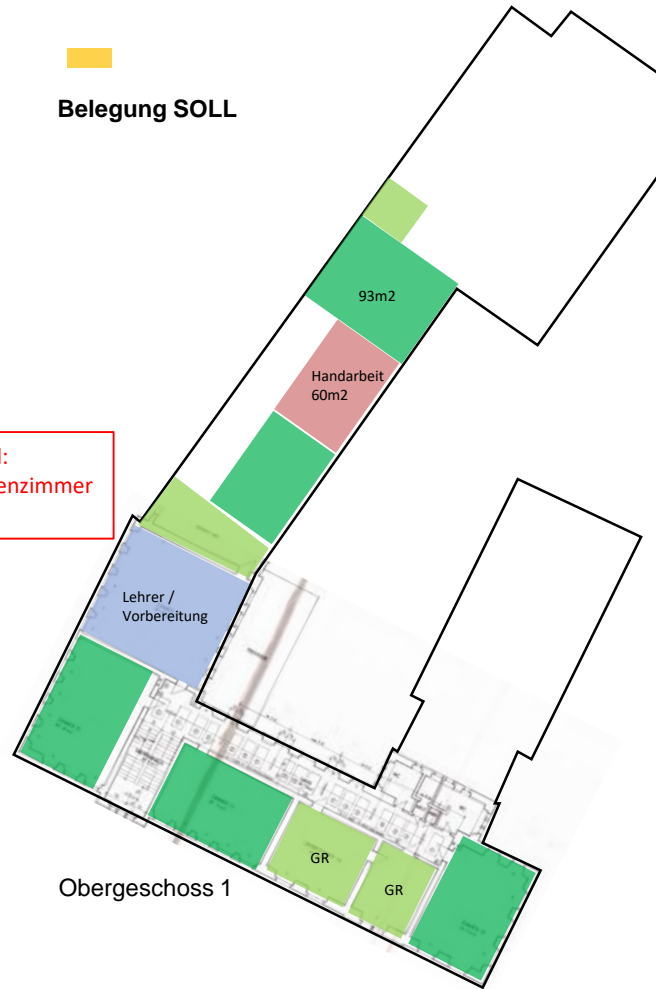 Belegung SOLL
93m2
Handarbeit
60m2
enzimmer
Lehrer /
Vorbereitung
GR
GR
Obergeschoss 1